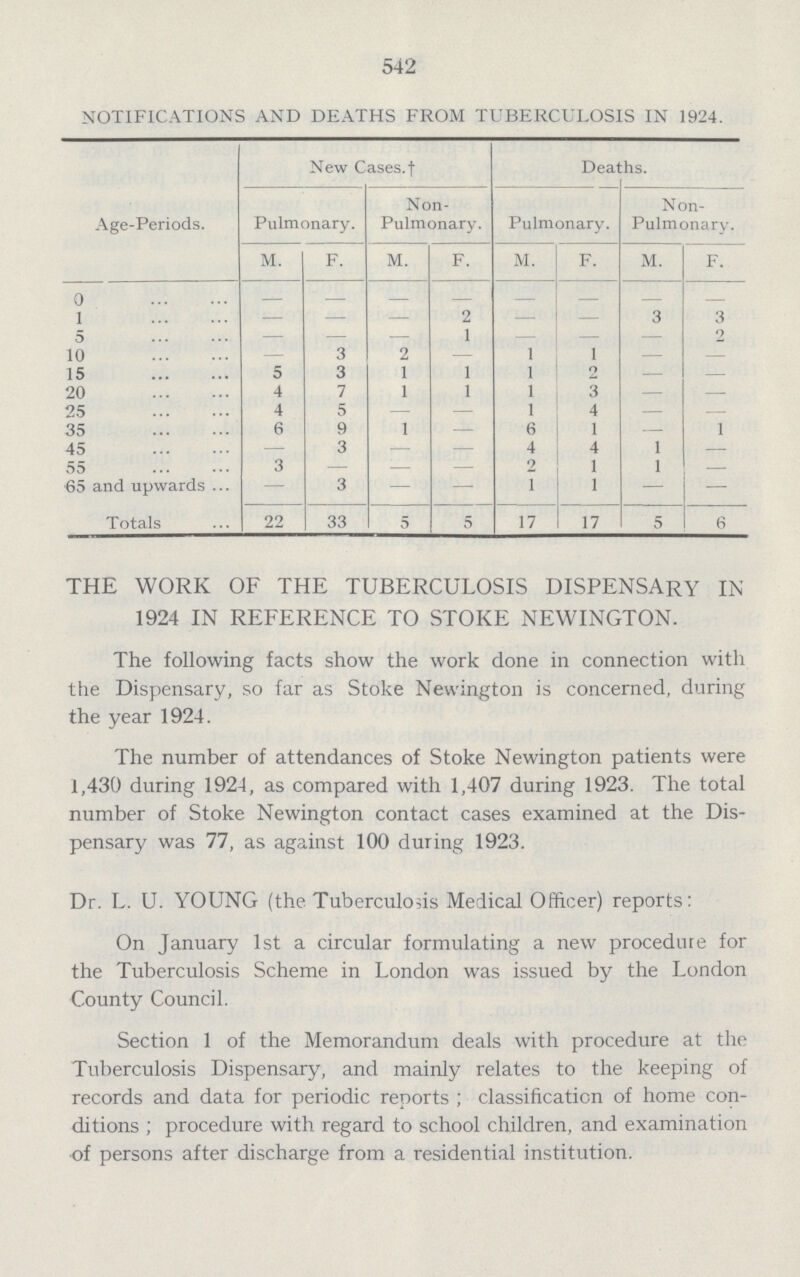 542
NOTIFICATIONS AND DEATHS FROM TUBERCULOSIS IN 1924.
Age-Periods. New Cases.† Deaths.
Pulmonary. Non-Pulmonary. Pulmonary. Non-Pulmonary.
M. F. M. F. M. F. M. F.
0 ... ... — — — — — — — —
1 ... ... — — — 2 — — 3 3
5 ... ... — — — 1 — — — 2
10 ... ... — 3 2 — 1 1 — —
15 ... ... 5 3 1 1 1 2 — —
20 ... ... 4 7 1 1 1 3 — —
25 ... ... 4 5 — — 1 4 — —
35 ... ... 6 9 1 — 6 1 — 1
45 ... ... — 3 — — 4 4 1 —
55 ... ... 3 — — — 2 1 1 —
65 and upwards ... — 3 — — 1 1 — —
Totals ... 22 33 5 5 17 17 5 6
THE WORK OF THE TUBERCULOSIS DISPENSARY IN
1924 IN REFERENCE TO STOKE NEWINGTON.
The following facts show the work done in connection with
the Dispensary, so far as Stoke Newington is concerned, during
the year 1924.
The number of attendances of Stoke Newington patients were
1,430 during 1924, as compared with 1,407 during 1923. The total
number of Stoke Newington contact cases examined at the Dis-
pensary was 77, as against 100 during 1923.
Dr. L. U. YOUNG (the Tuberculosis Medical Officer) reports:
On January 1st a circular formulating a new procedure for
the Tuberculosis Scheme in London was issued by the London
County Council.
Section 1 of the Memorandum deals with procedure at the
Tuberculosis Dispensary, and mainly relates to the keeping of
records and data for periodic reports ; classification of home con-
ditions ; procedure with regard to school children, and examination
of persons after discharge from a residential institution.